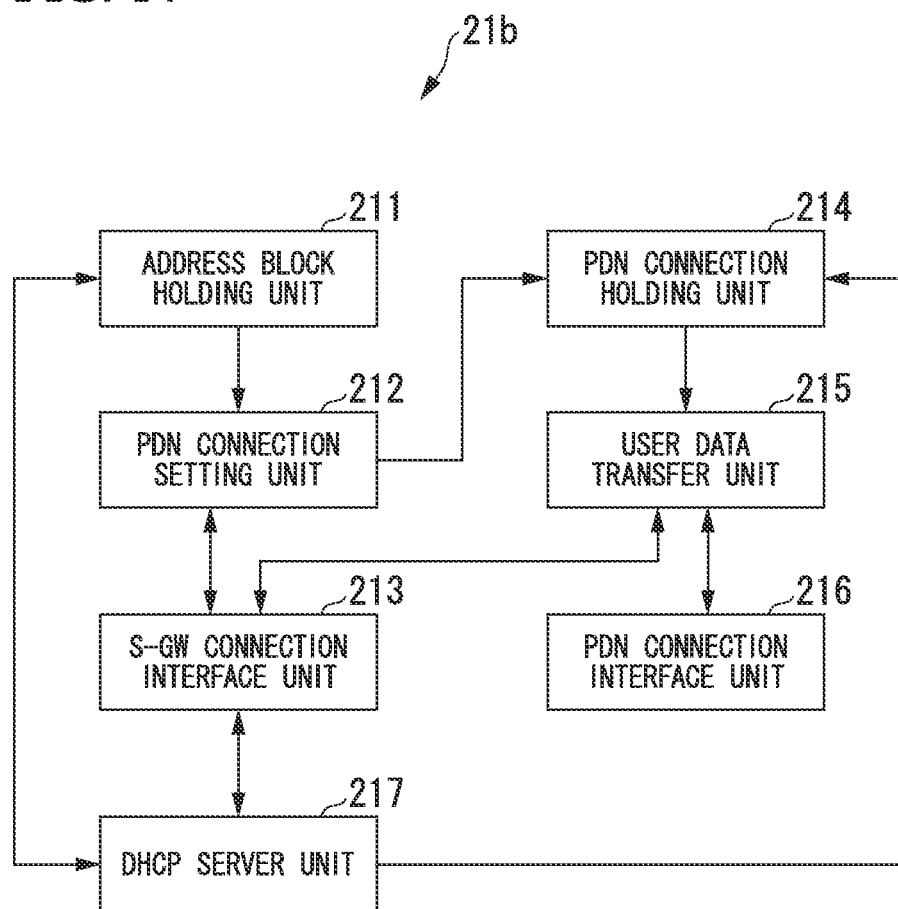 21b
211
ADDRESS BLOCK
HOLDING UNIT
214
PDN CONNECTION
HOLDING UNIT
212
PDN CONNECTION
SETTING UNIT
215
USER DATA
TRANSFER UNIT
213
S-GW CONNECTION
INTERFACE UNIT
216
PDN CONNECTION
INTERFACE UNIT
217
DHCP SERVER UNIT